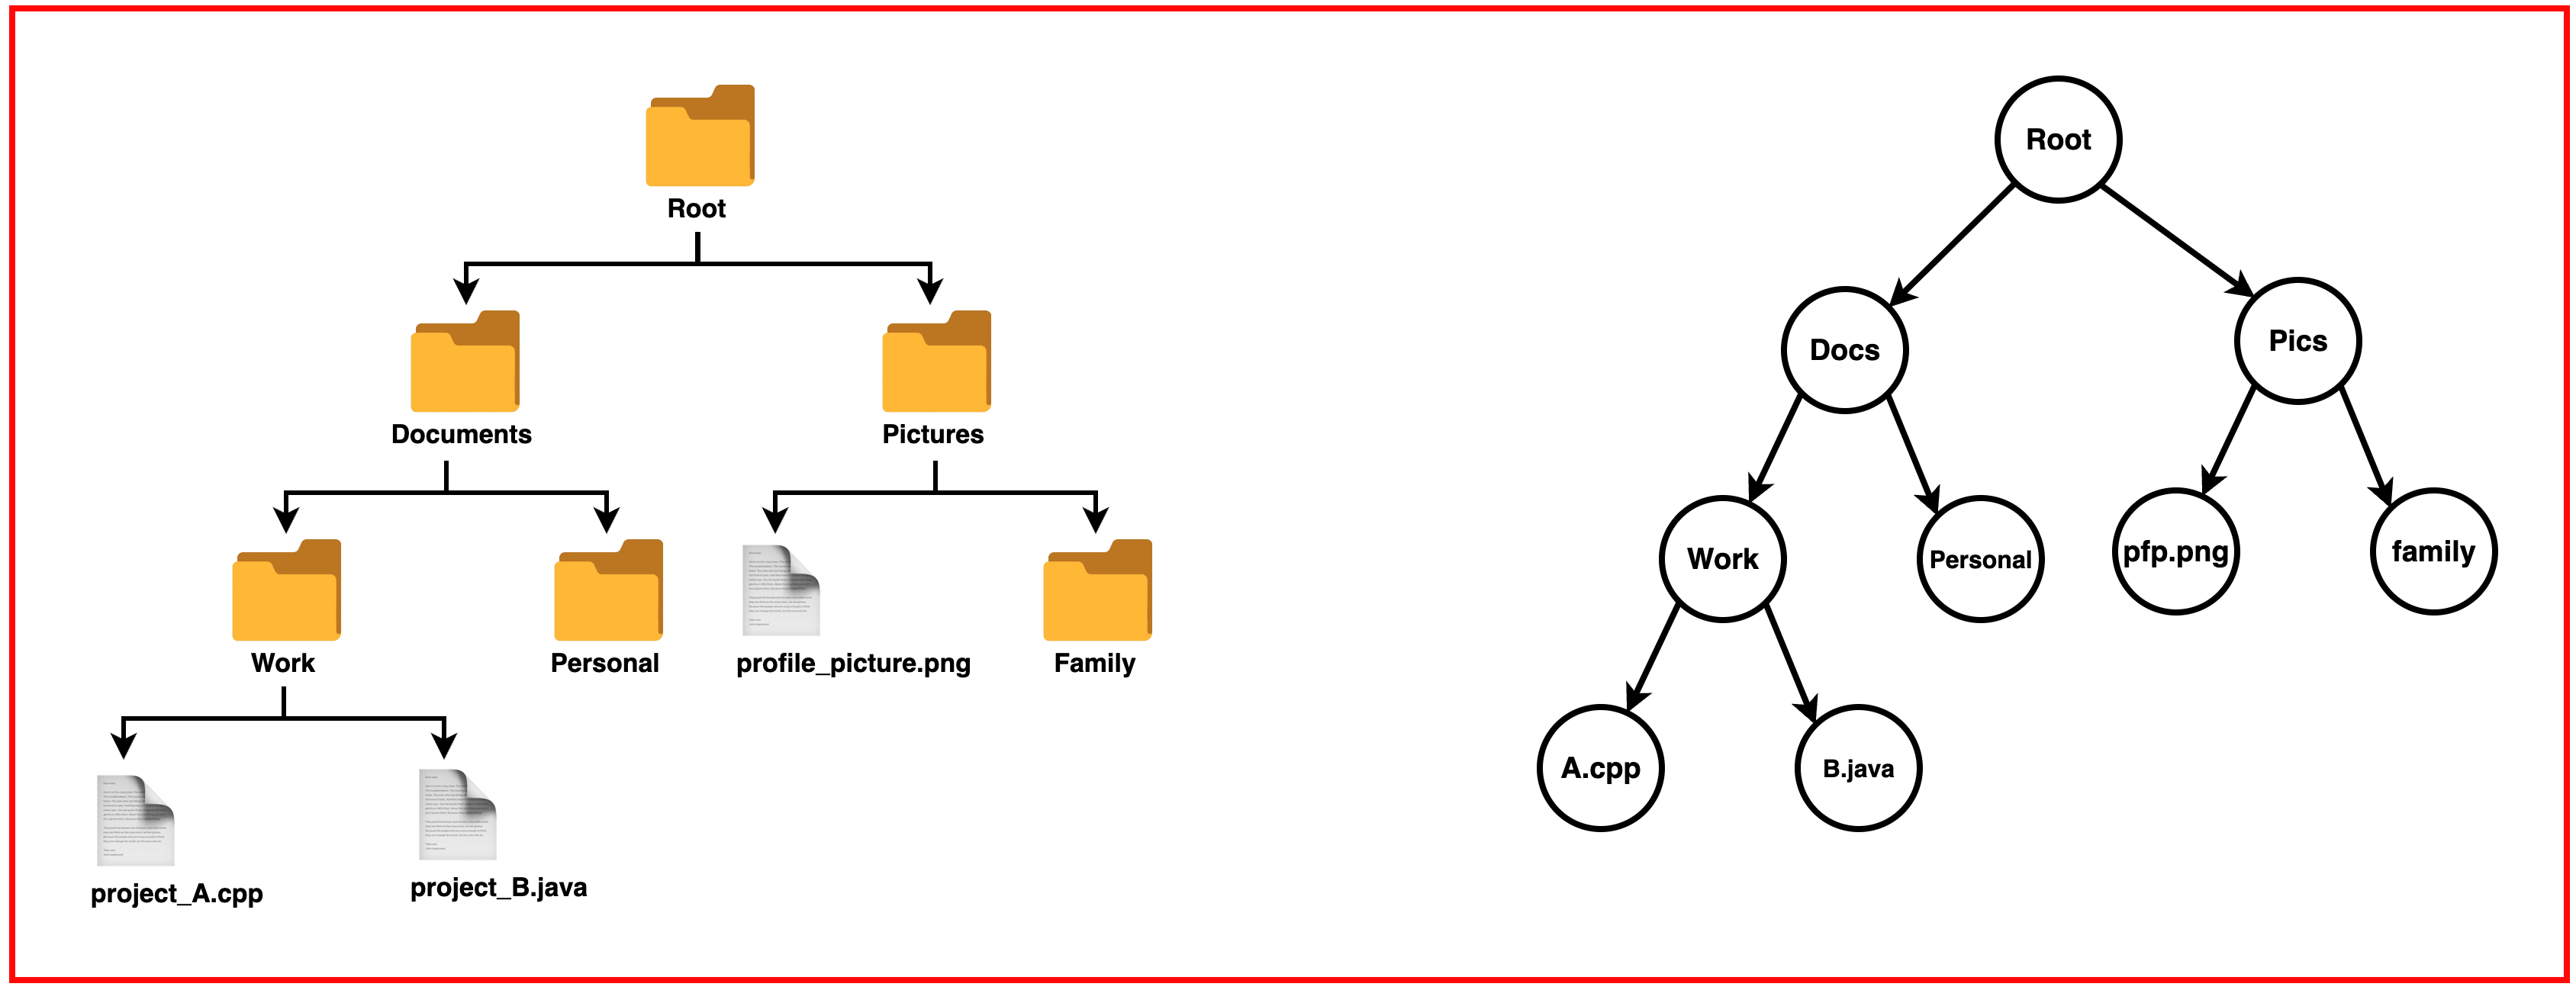 Root
Documents
Pictures
Work
Personal
profile_picture.png
Family
project_A.cpp
project_B.java
Root
Docs
Pics
Work
Personal
pfp.png
family
A.cpp
B.java